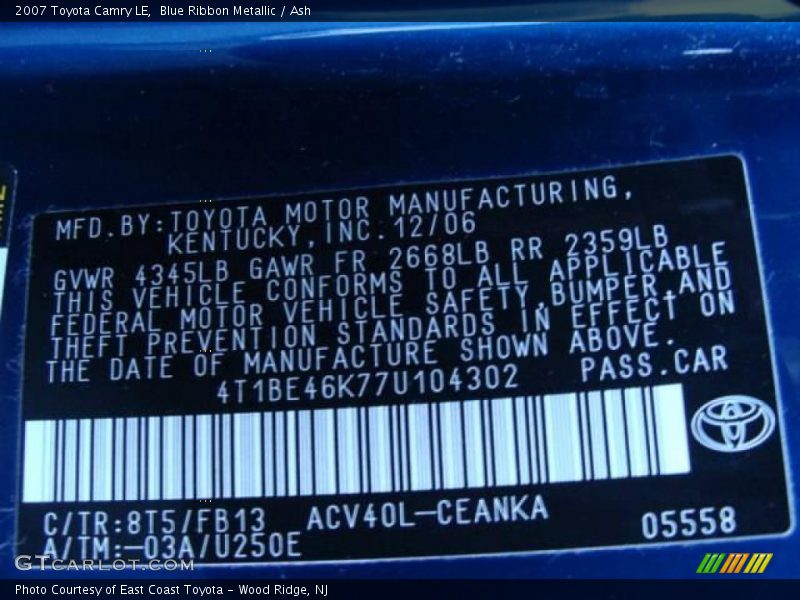 2007 Toyota Camry LE, Blue Ribbon Metallic / Ash
MFD.BY:TOYOTA MOTOR MANUFACTURING,
KENTUCKY,INC.12/06
GVWR 4345LB GAWR FR 2668LB RR 2359LB
THIS VEHICLE CONFORMS TO ALL APPLICABLE
FEDERAL MOTOR VEHICLE SAFETY,BUMPER,AND
THEFT PREVENTION STANDARDS IN EFFECT ON
THE DATE OF MANUFACTURE SHOWN ABOVE.
4T1BE46K77U104302 PASS.CAR
C/TR:8T5/FB13 ACV40L-CEANKA
A/TM:-03A/U250E 05558
GTCARLOT.COM
Photo Courtesy of East Coast Toyota - Wood Ridge, NJ